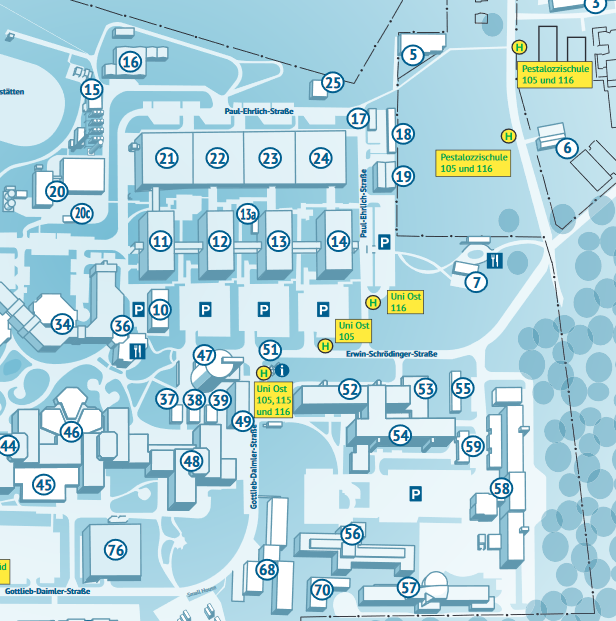 3
5
H
Pestalozzischule
105 und 116
16
15
25
stätten
Paul-Ehrlich-Straße
17
18
H
Pestalozzischule
105 und 116
6
21
22
23
24
19
20
20c
Paul-Ehrlich-Straße
13a
11
12
13
14
P
7
H
Uni Ost
116
34
36
P
10
P
P
P
Uni Ost
105
H
Erwin-Schrödinger-Straße
47
51
H
i
Uni Ost
105, 115
und 116
37
38
39
49
52
53
55
Gottlieb-Daimler-Straße
44
46
45
48
54
59
58
P
76
56
68
70
57
Gottlieb-Daimler-Straße